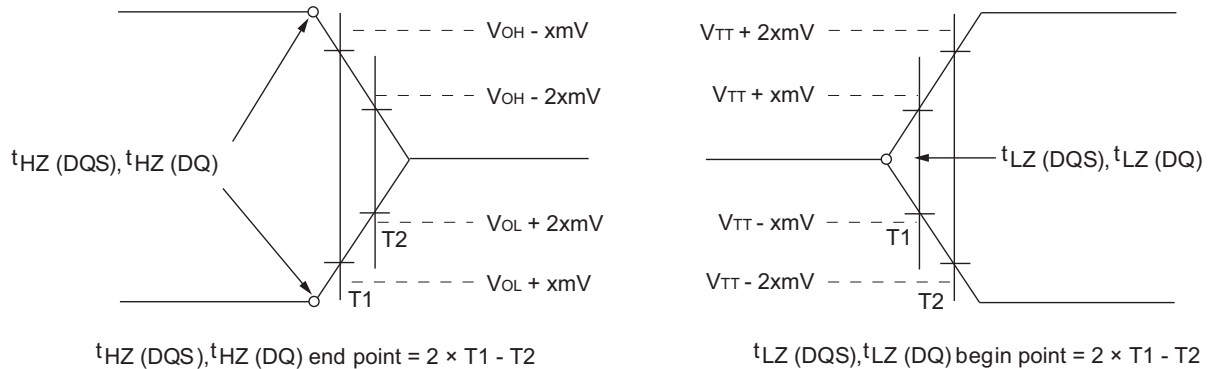 VOH - xmV
VOH - 2xmV
tHZ (DQS), tHZ (DQ)
VOL + 2xmV
T2
VOL + xmV
T1
tHZ (DQS), tHZ (DQ) end point = 2 × T1 - T2
VTT + 2xmV
VTT + xmV
tLZ (DQS), tLZ (DQ)
VTT - xmV
T1
VTT - 2xmV
T2
tLZ (DQS), tLZ (DQ) begin point = 2 × T1 - T2